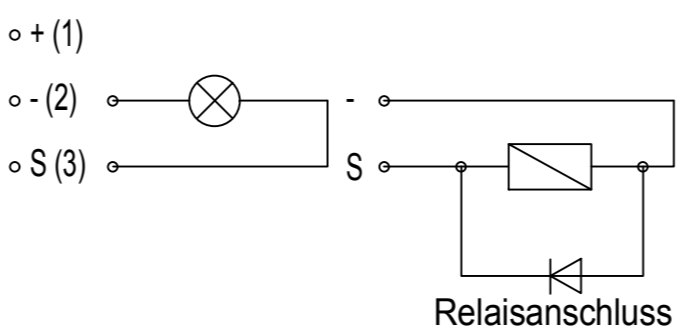 + (1)
- (2)
-
S (3)
S
Relaisanschluss